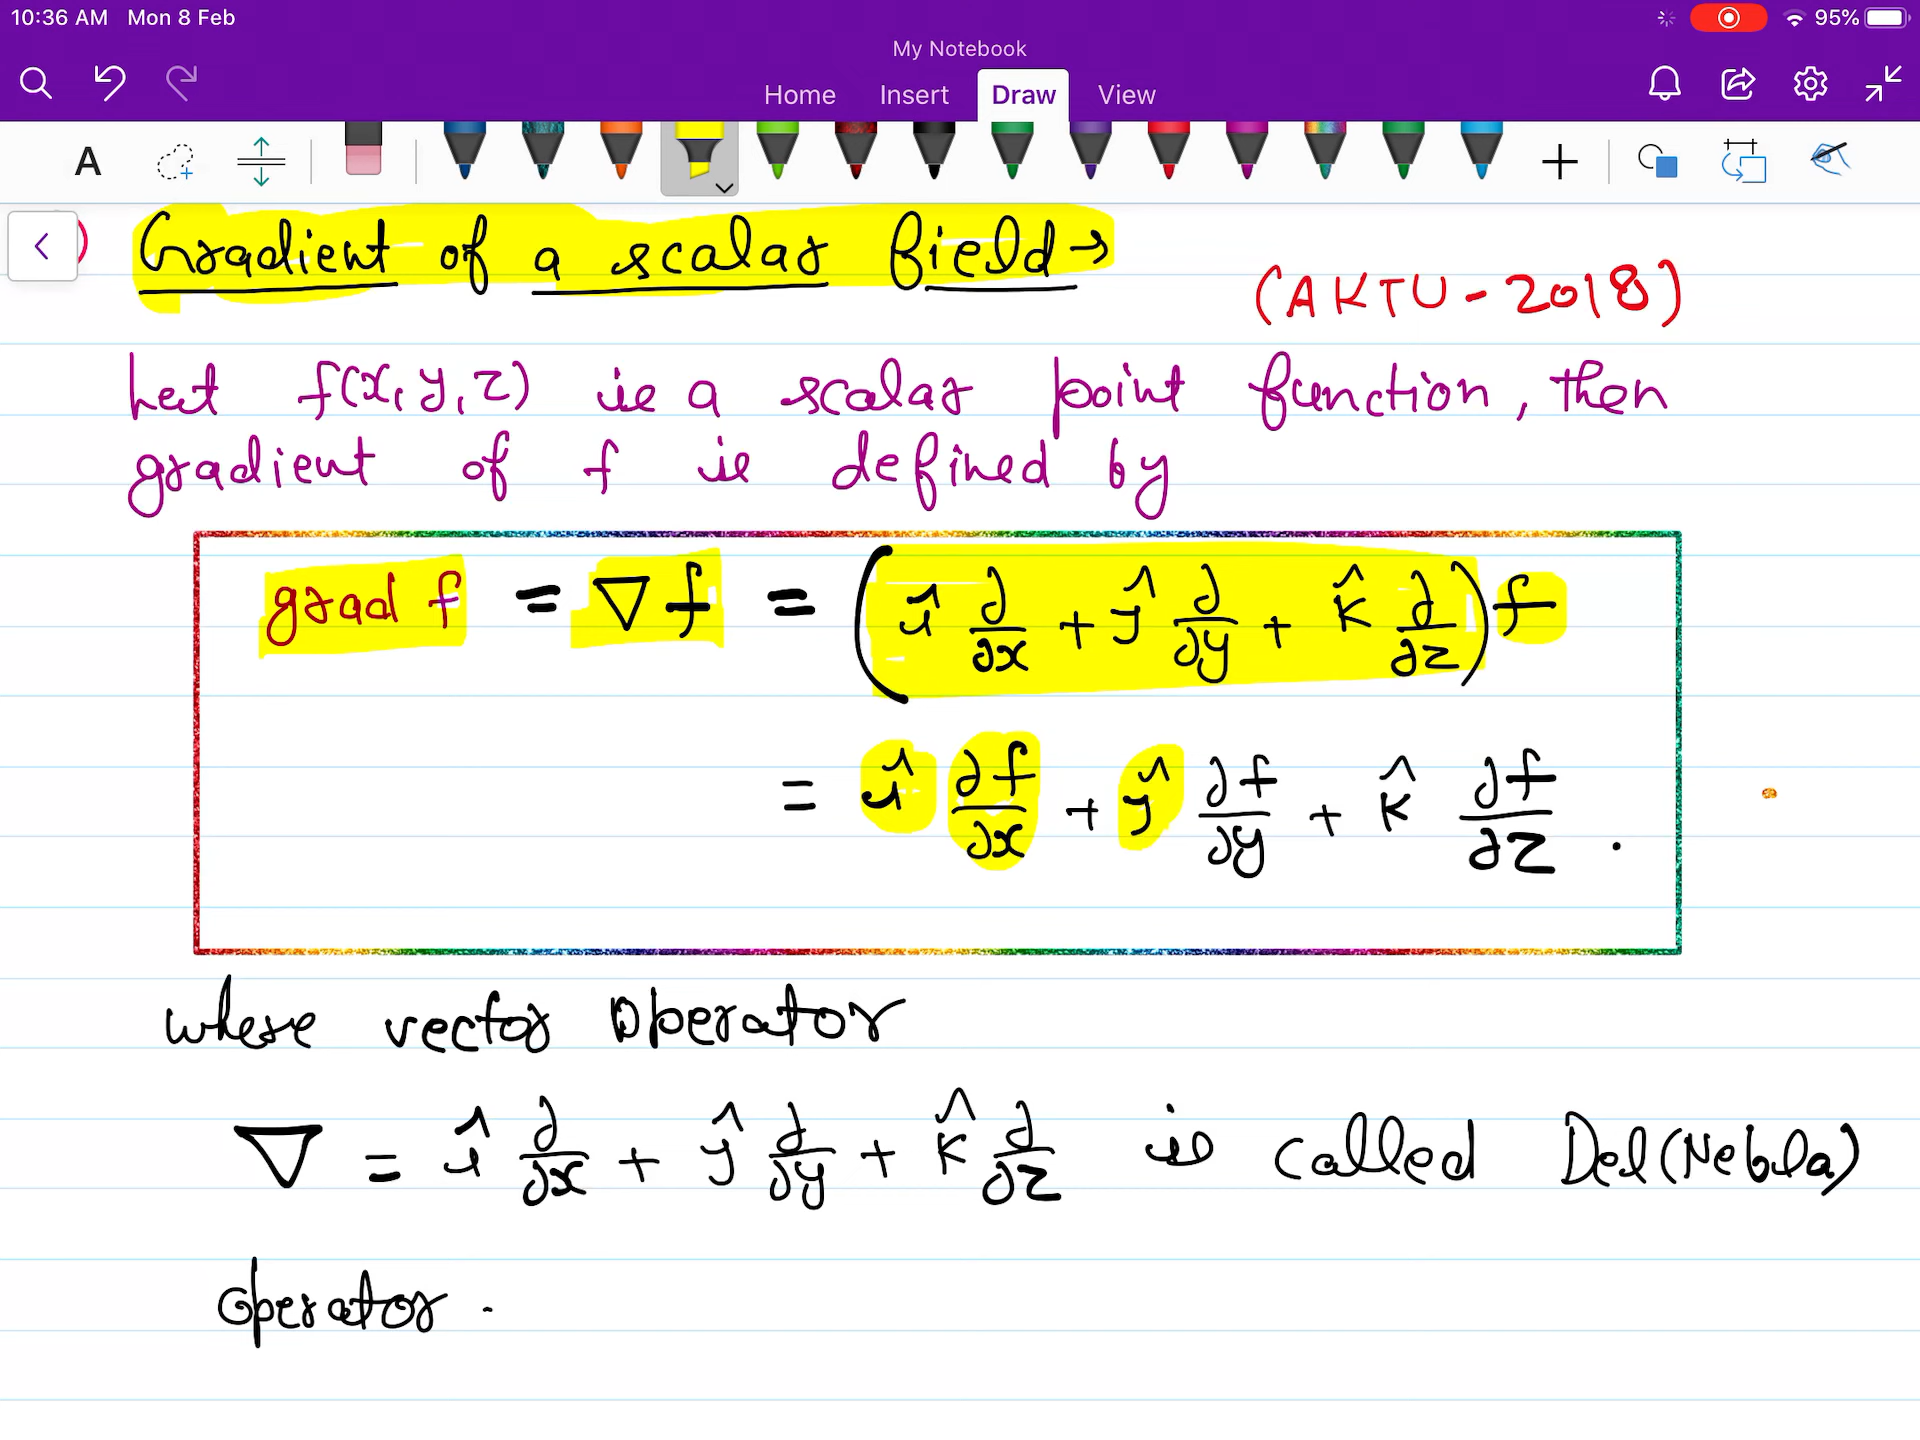 10:36 AM Mon 8 Feb
95%
My Notebook
Home Insert Draw View
A
Gradient of a scalar field →
(AKTU - 2018)
Let f(x, y, z) is a scalar point function, then
gradient of f is defined by
grad f = ∇f = (î ∂/∂x + ĵ ∂/∂y + k̂ ∂/∂z) f
= î ∂f/∂x + ĵ ∂f/∂y + k̂ ∂f/∂z .
where vector operator
∇ = î ∂/∂x + ĵ ∂/∂y + k̂ ∂/∂z is called Del (Nebla)
operator .